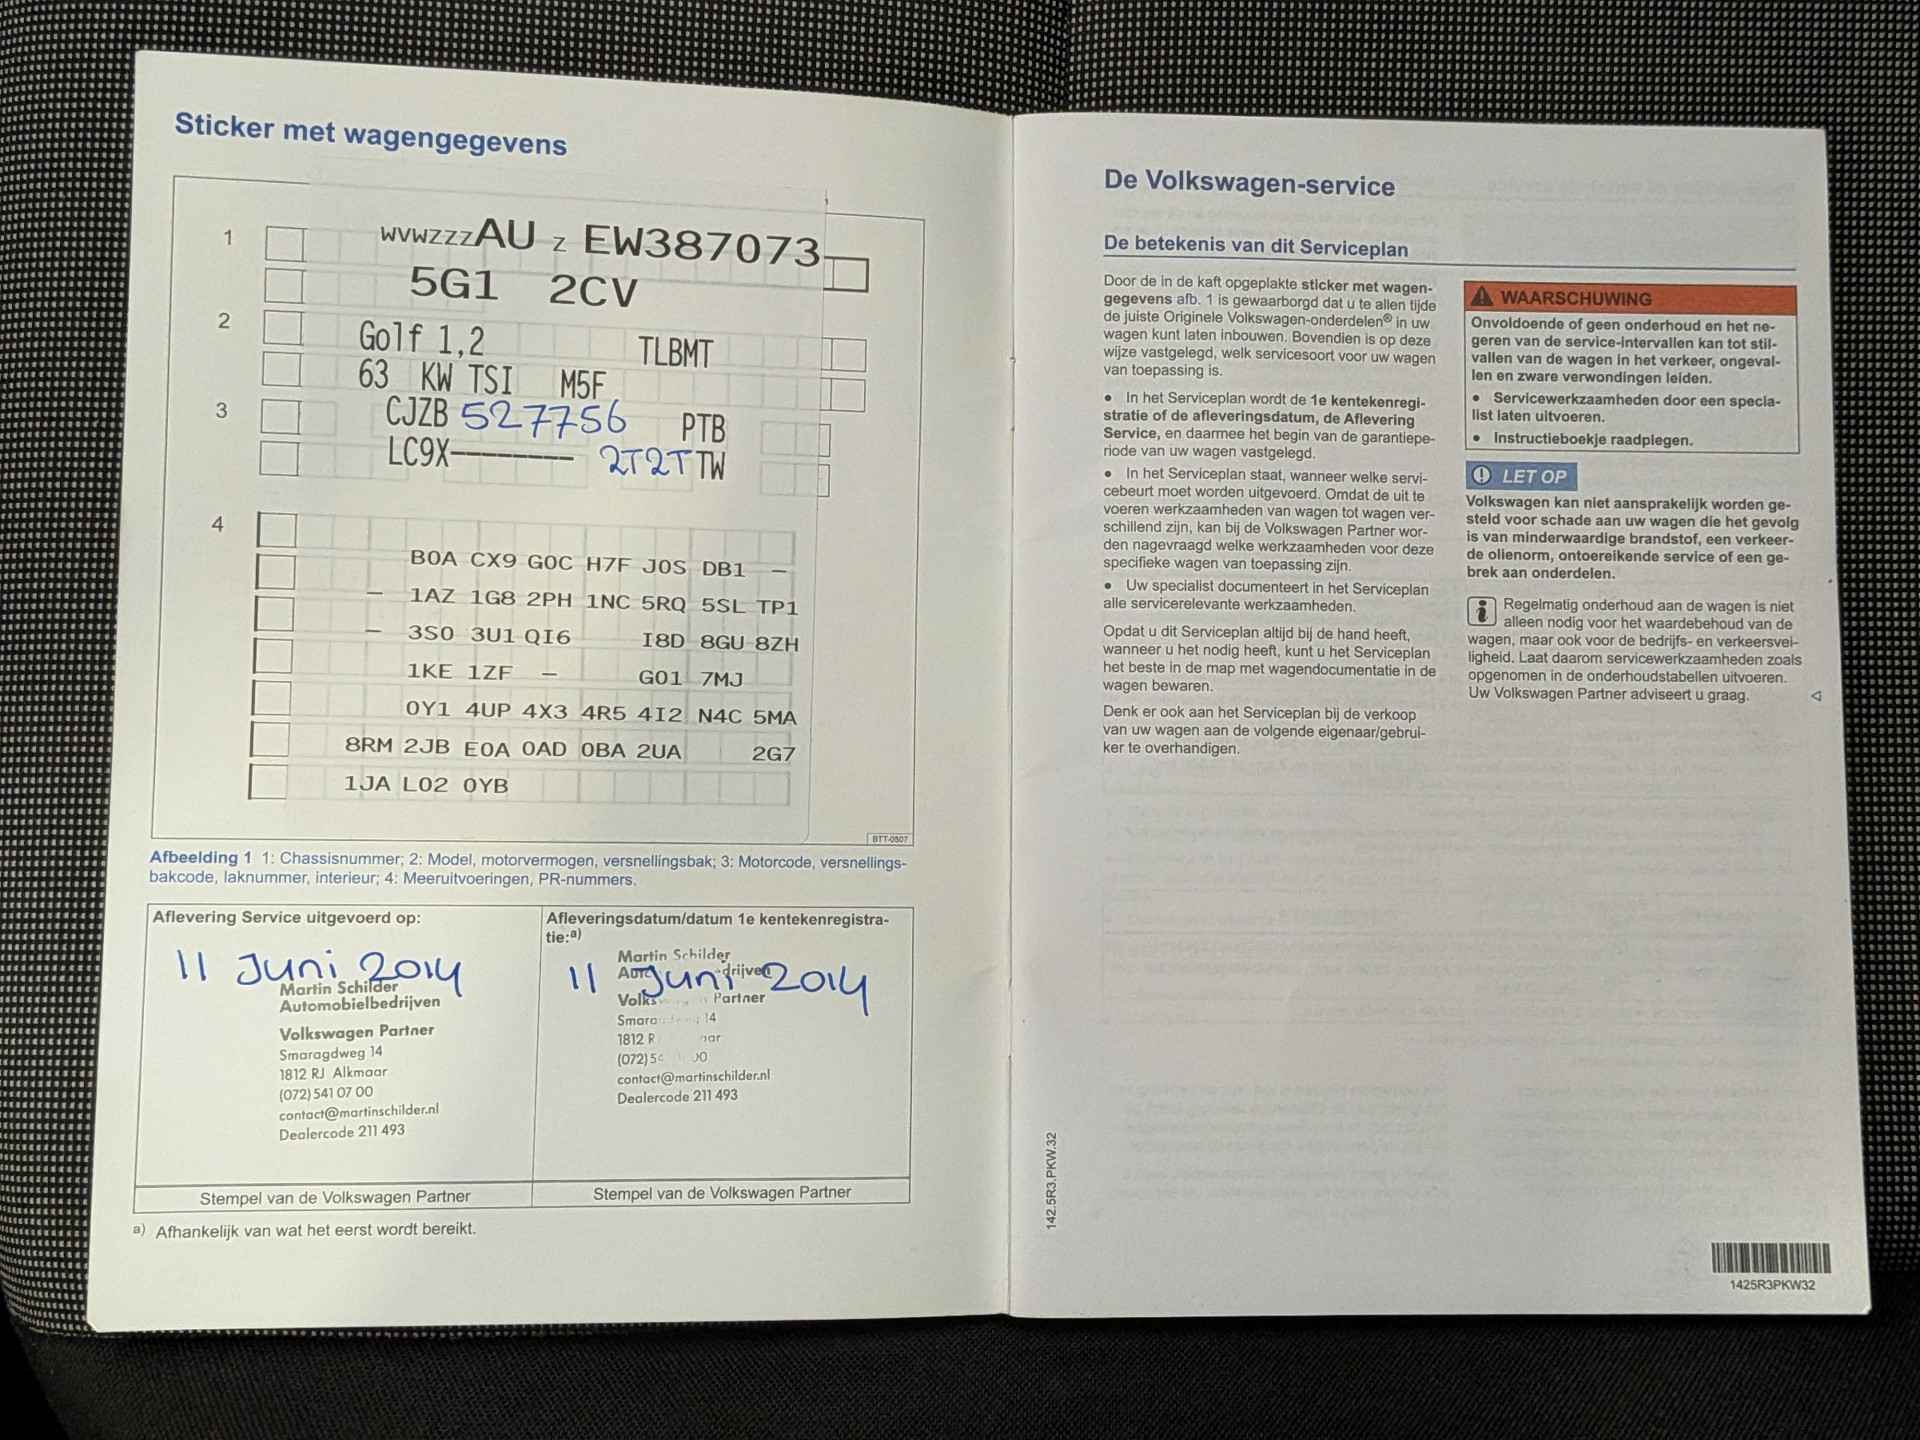 Sticker met wagengegevens
1
WVWZZZAU Z EW387073
5G1 2CV
2
Golf 1,2 TLBMT
63 KW TSI M5F
3
CJZB 527756 PTB
LC9X———————— 2T2T TW
4
B0A CX9 G0C H7F J0S DB1 —
— 1AZ 1G8 2PH 1NC 5RQ 5SL TP1
— 3S0 3U1 QI6 I8D 8GU 8ZH
1KE 1ZF — G01 7MJ
0Y1 4UP 4X3 4R5 4I2 N4C 5MA
8RM 2JB E0A 0AD 0BA 2UA 2G7
1JA L02 0YB
BTT-0507
Afbeelding 1 1: Chassisnummer; 2: Model, motorvermogen, versnellingsbak; 3: Motorcode, versnellings-
bakcode, laknummer, interieur; 4: Meeruitvoeringen, PR-nummers.
Aflevering Service uitgevoerd op:
11 Juni 2014
Martin Schilder
Automobielbedrijven
Volkswagen Partner
Smaragdweg 14
1812 RJ Alkmaar
(072) 541 07 00
contact@martinschilder.nl
Dealercode 211 493
Stempel van de Volkswagen Partner
Afleveringsdatum/datum 1e kentekenregistra-
tie:a)
Martin Schilder
11 Juni 2014
Partner
14
1812 R
(072)
contact@martinschilder.nl
Dealercode 211 493
Stempel van de Volkswagen Partner
a) Afhankelijk van wat het eerst wordt bereikt.
De Volkswagen-service
De betekenis van dit Serviceplan
Door de in de kaft opgeplakte sticker met wagen-
gegevens afb. 1 is gewaarborgd dat u te allen tijde
de juiste Originele Volkswagen-onderdelen® in uw
wagen kunt laten inbouwen. Bovendien is op deze
wijze vastgelegd, welk servicesoort voor uw wagen
van toepassing is.
• In het Serviceplan wordt de 1e kentekenregi-
stratie of de afleveringsdatum, de Aflevering
Service, en daarmee het begin van de garantiepe-
riode van uw wagen vastgelegd.
• In het Serviceplan staat, wanneer welke servi-
cebeurt moet worden uitgevoerd. Omdat de uit te
voeren werkzaamheden van wagen tot wagen ver-
schillend zijn, kan bij de Volkswagen Partner wor-
den nagevraagd welke werkzaamheden voor deze
specifieke wagen van toepassing zijn.
• Uw specialist documenteert in het Serviceplan
alle servicerelevante werkzaamheden.
Opdat u dit Serviceplan altijd bij de hand heeft,
wanneer u het nodig heeft, kunt u het Serviceplan
het beste in de map met wagendocumentatie in de
wagen bewaren.
Denk er ook aan het Serviceplan bij de verkoop
van uw wagen aan de volgende eigenaar/gebrui-
ker te overhandigen.
WAARSCHUWING
Onvoldoende of geen onderhoud en het ne-
geren van de service-intervallen kan tot stil-
vallen van de wagen in het verkeer, ongeval-
len en zware verwondingen leiden.
• Servicewerkzaamheden door een specia-
list laten uitvoeren.
• Instructieboekje raadplegen.
LET OP
Volkswagen kan niet aansprakelijk worden ge-
steld voor schade aan uw wagen die het gevolg
is van minderwaardige brandstof, een verkeer-
de olienorm, ontoereikende service of een ge-
brek aan onderdelen.
Regelmatig onderhoud aan de wagen is niet
alleen nodig voor het waardebehoud van de
wagen, maar ook voor de bedrijfs- en verkeersvei-
ligheid. Laat daarom servicewerkzaamheden zoals
opgenomen in de onderhoudstabellen uitvoeren.
Uw Volkswagen Partner adviseert u graag.
142.5R3.PKW.32
1425R3PKW32